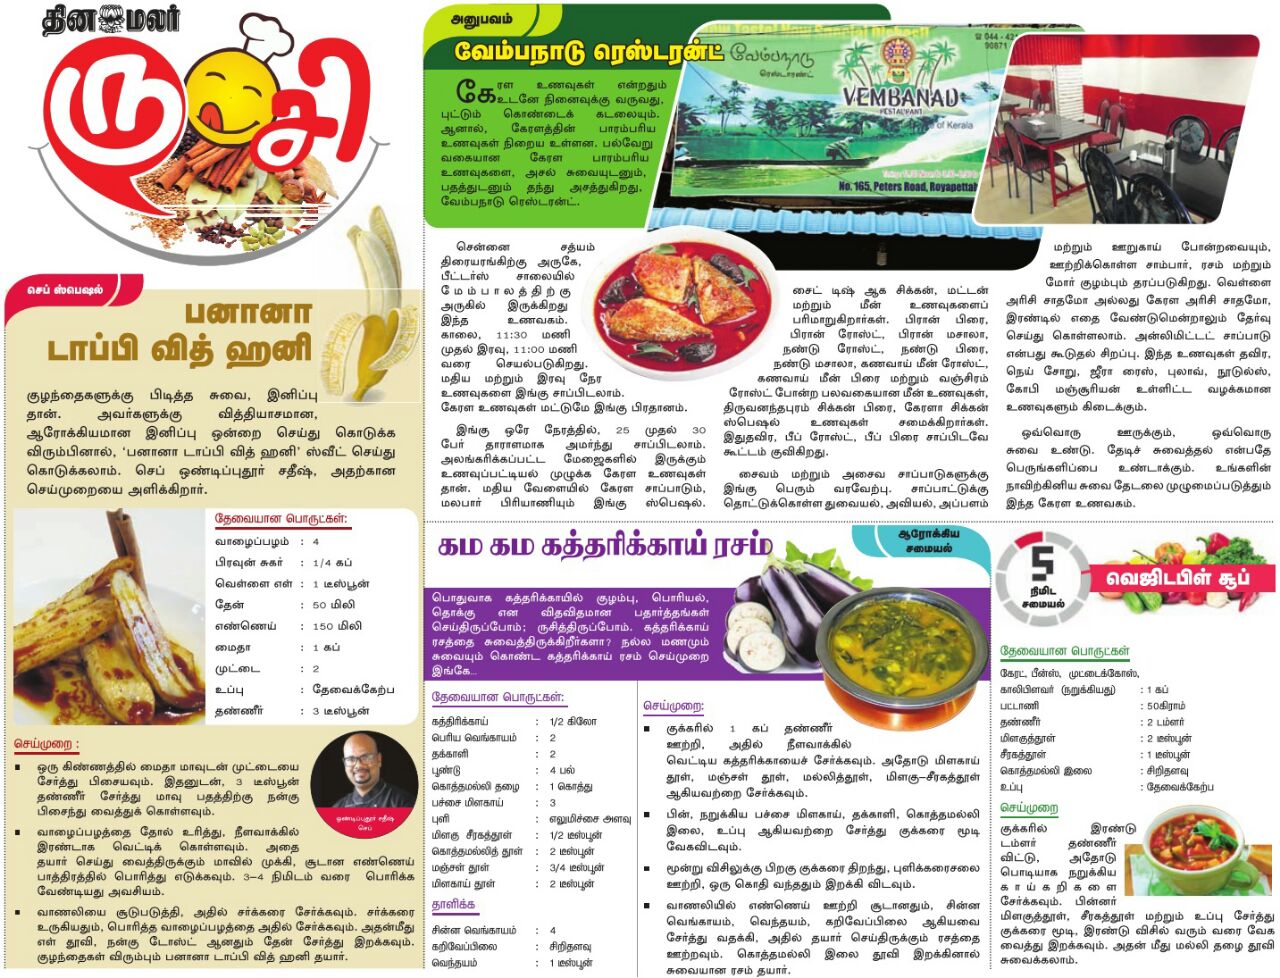 தினமலர்
ருசி
செப் ஸ்பெஷல்
பனானா
டாப்பி வித் ஹனி
குழந்தைகளுக்கு பிடித்த சுவை, இனிப்பு
தான். அவர்களுக்கு வித்தியாசமான,
ஆரோக்கியமான இனிப்பு ஒன்றை செய்து கொடுக்க
விரும்பினால், ‘பனானா டாப்பி வித் ஹனி’ ஸ்வீட் செய்து
கொடுக்கலாம். செப் ஒண்டிப்புதூர் சதீஷ், அதற்கான
செய்முறையை அளிக்கிறார்.
தேவையான பொருட்கள்:
வாழைப்பழம் : 4
பிரவுன் சுகர் : 1/4 கப்
வெள்ளை எள் : 1 டீஸ்பூன்
தேன் : 50 மிலி
எண்ணெய் : 150 மிலி
மைதா : 1 கப்
முட்டை : 2
உப்பு : தேவைக்கேற்ப
தண்ணீர் : 3 டீஸ்பூன்
செய்முறை :
▪ ஒரு கிண்ணத்தில் மைதா மாவுடன் முட்டையை
சேர்த்து பிசையவும். இதனுடன், 3 டீஸ்பூன்
தண்ணீர் சேர்த்து மாவு பதத்திற்கு நன்கு
பிசைந்து வைத்துக் கொள்ளவும்.
▪ வாழைப்பழத்தை தோல் உரித்து, நீளவாக்கில்
இரண்டாக வெட்டிக் கொள்ளவும். அதை
தயார் செய்து வைத்திருக்கும் மாவில் முக்கி, சூடான எண்ணெய்
பாத்திரத்தில் பொரித்து எடுக்கவும். 3–4 நிமிடம் வரை பொரிக்க
வேண்டியது அவசியம்.
▪ வாணலியை சூடுபடுத்தி, அதில் சர்க்கரை சேர்க்கவும். சர்க்கரை
உருகியதும், பொரித்த வாழைப்பழத்தை அதில் சேர்க்கவும். அதன்மீது
எள் தூவி, நன்கு டோஸ்ட் ஆனதும் தேன் சேர்த்து இறக்கவும்.
குழந்தைகள் விரும்பும் பனானா டாப்பி வித் ஹனி தயார்.
ஒண்டிப்புதூர் சதீஷ்
செப்
அனுபவம்
வேம்பநாடு ரெஸ்டரன்ட்
கேரள உணவுகள் என்றதும்
உடனே நினைவுக்கு வருவது,
புட்டும் கொண்டைக் கடலையும்.
ஆனால், கேரளத்தின் பாரம்பரிய
உணவுகள் நிறைய உள்ளன. பல்வேறு
வகையான கேரள பாரம்பரிய
உணவுகளை, அசல் சுவையுடனும்,
பதத்துடனும் தந்து அசத்துகிறது,
வேம்பநாடு ரெஸ்டரன்ட்.
வேம்பநாடு
ரெஸ்டாரண்ட்
044 - 421
90871
VEMBANAD
RESTAURANT
of Kerala
No. 165, Peters Road, Royapettah
சென்னை சத்யம்
திரையரங்கிற்கு அருகே,
பீட்டர்ஸ் சாலையில்
மேம்பாலத்திற்கு
அருகில் இருக்கிறது
இந்த உணவகம்.
காலை, 11:30 மணி
முதல் இரவு, 11:00 மணி
வரை செயல்படுகிறது.
மதிய மற்றும் இரவு நேர
உணவுகளை இங்கு சாப்பிடலாம்.
கேரள உணவுகள் மட்டுமே இங்கு பிரதானம்.
இங்கு ஒரே நேரத்தில், 25 முதல் 30
பேர் தாராளமாக அமர்ந்து சாப்பிடலாம்.
அலங்கரிக்கப்பட்ட மேஜைகளில் இருக்கும்
உணவுப்பட்டியல் முழுக்க கேரள உணவுகள்
தான். மதிய வேளையில் கேரள சாப்பாடும்,
மலபார் பிரியாணியும் இங்கு ஸ்பெஷல்.
சைட் டிஷ் ஆக சிக்கன், மட்டன்
மற்றும் மீன் உணவுகளைப்
பரிமாறுகிறார்கள். பிரான் பிரை,
பிரான் ரோஸ்ட், பிரான் மசாலா,
நண்டு ரோஸ்ட், நண்டு பிரை,
நண்டு மசாலா, கணவாய் மீன் ரோஸ்ட்,
கணவாய் மீன் பிரை மற்றும் வஞ்சிரம்
ரோஸ்ட் போன்ற பலவகையான மீன் உணவுகள்,
திருவனந்தபுரம் சிக்கன் பிரை, கேரளா சிக்கன்
ஸ்பெஷல் உணவுகள் சமைக்கிறார்கள்.
இதுதவிர, பீப் ரோஸ்ட், பீப் பிரை சாப்பிடவே
கூட்டம் குவிகிறது.
சைவம் மற்றும் அசைவ சாப்பாடுகளுக்கு
இங்கு பெரும் வரவேற்பு. சாப்பாட்டுக்கு
தொட்டுக்கொள்ள துவையல், அவியல், அப்பளம்
மற்றும் ஊறுகாய் போன்றவையும்,
ஊற்றிக்கொள்ள சாம்பார், ரசம் மற்றும்
மோர் குழம்பும் தரப்படுகிறது. வெள்ளை
அரிசி சாதமோ அல்லது கேரள அரிசி சாதமோ,
இரண்டில் எதை வேண்டுமென்றாலும் தேர்வு
செய்து கொள்ளலாம். அன்லிமிட்டட் சாப்பாடு
என்பது கூடுதல் சிறப்பு. இந்த உணவுகள் தவிர,
நெய் சோறு, ஜீரா ரைஸ், புலாவ், நூடுல்ஸ்,
கோபி மஞ்சூரியன் உள்ளிட்ட வழக்கமான
உணவுகளும் கிடைக்கும்.
ஒவ்வொரு ஊருக்கும், ஒவ்வொரு
சுவை உண்டு. தேடிச் சுவைத்தல் என்பதே
பெருங்களிப்பை உண்டாக்கும். உங்களின்
நாவிற்கினிய சுவை தேடலை முழுமைப்படுத்தும்
இந்த கேரள உணவகம்.
கம கம கத்தரிக்காய் ரசம்
ஆரோக்கிய
சமையல்
பொதுவாக கத்தரிக்காயில் குழம்பு, பொரியல்,
தொக்கு என விதவிதமான பதார்த்தங்கள்
செய்திருப்போம்; ருசித்திருப்போம். கத்தரிக்காய்
ரசத்தை சுவைத்திருக்கிறீர்களா? நல்ல மணமும்
சுவையும் கொண்ட கத்தரிக்காய் ரசம் செய்முறை
இங்கே...
தேவையான பொருட்கள்:
கத்திரிக்காய் : 1/2 கிலோ
பெரிய வெங்காயம் : 2
தக்காளி : 2
பூண்டு : 4 பல்
கொத்தமல்லி தழை : 1 கொத்து
பச்சை மிளகாய் : 3
புளி : எலுமிச்சை அளவு
மிளகு சீரகத்தூள் : 1/2 டீஸ்பூன்
கொத்தமல்லித் தூள் : 2 டீஸ்பூன்
மஞ்சள் தூள் : 3/4 டீஸ்பூன்
மிளகாய் தூள் : 2 டீஸ்பூன்
தாளிக்க
சின்ன வெங்காயம் : 4
கறிவேப்பிலை : சிறிதளவு
வெந்தயம் : 1 டீஸ்பூன்
செய்முறை:
▪ குக்கரில் 1 கப் தண்ணீர்
ஊற்றி, அதில் நீளவாக்கில்
வெட்டிய கத்தரிக்காயைச் சேர்க்கவும். அதோடு மிளகாய்
தூள், மஞ்சள் தூள், மல்லித்தூள், மிளகு–சீரகத்தூள்
ஆகியவற்றை சேர்க்கவும்.
▪ பின், நறுக்கிய பச்சை மிளகாய், தக்காளி, கொத்தமல்லி
இலை, உப்பு ஆகியவற்றை சேர்த்து குக்கரை மூடி
வேகவிடவும்.
▪ மூன்று விசிலுக்கு பிறகு குக்கரை திறந்து, புளிக்கரைசலை
ஊற்றி, ஒரு கொதி வந்ததும் இறக்கி விடவும்.
▪ வாணலியில் எண்ணெய் ஊற்றி சூடானதும், சின்ன
வெங்காயம், வெந்தயம், கறிவேப்பிலை ஆகியவை
சேர்த்து வதக்கி, அதில் தயார் செய்திருக்கும் ரசத்தை
ஊற்றவும். கொத்தமல்லி இலை தூவி இறக்கினால்
சுவையான ரசம் தயார்.
5
நிமிட
சமையல்
வெஜிடபிள் சூப்
தேவையான பொருட்கள்
கேரட், பீன்ஸ், முட்டைக்கோஸ்,
காலிபிளவர் (நறுக்கியது) : 1 கப்
பட்டாணி : 50கிராம்
தண்ணீர் : 2 டம்ளர்
மிளகுத்தூள் : 2 டீஸ்பூன்
சீரகத்தூள் : 1 டீஸ்பூன்
கொத்தமல்லி இலை : சிறிதளவு
உப்பு : தேவைக்கேற்ப
செய்முறை
குக்கரில் இரண்டு
டம்ளர் தண்ணீர்
விட்டு, அதோடு
பொடியாக நறுக்கிய
காய்கறிகளை
சேர்க்கவும். பின்னர்
மிளகுத்தூள், சீரகத்தூள் மற்றும் உப்பு சேர்த்து
குக்கரை மூடி, இரண்டு விசில் வரும் வரை வேக
வைத்து இறக்கவும். அதன் மீது மல்லி தழை தூவி
சுவைக்கலாம்.